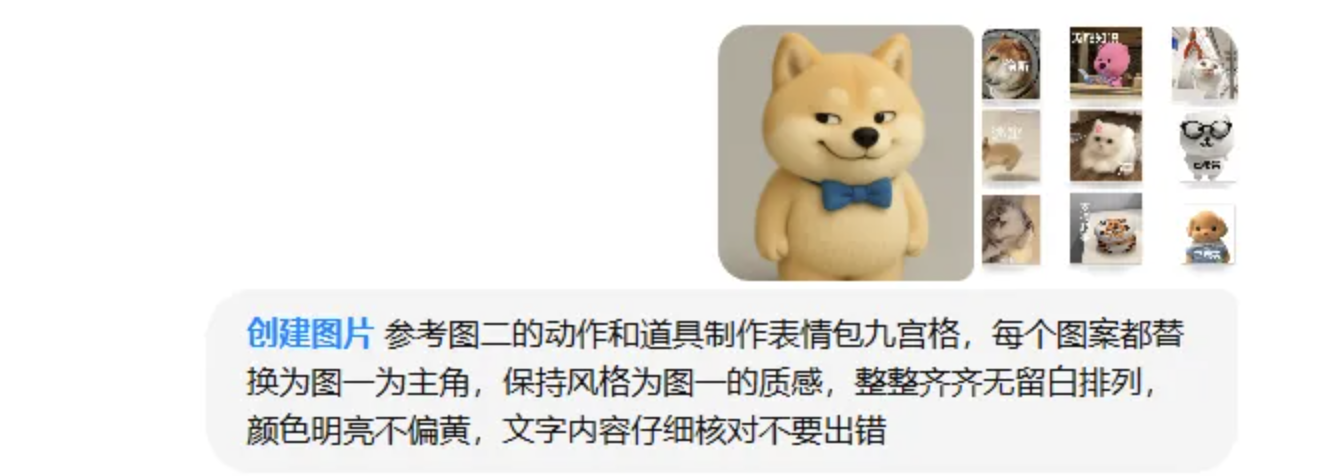 创建图片 参考图二的动作和道具制作表情包九宫格，每个图案都替
换为图一为主角，保持风格为图一的质感，整整齐齐无留白排列，
颜色明亮不偏黄，文字内容仔细核对不要出错